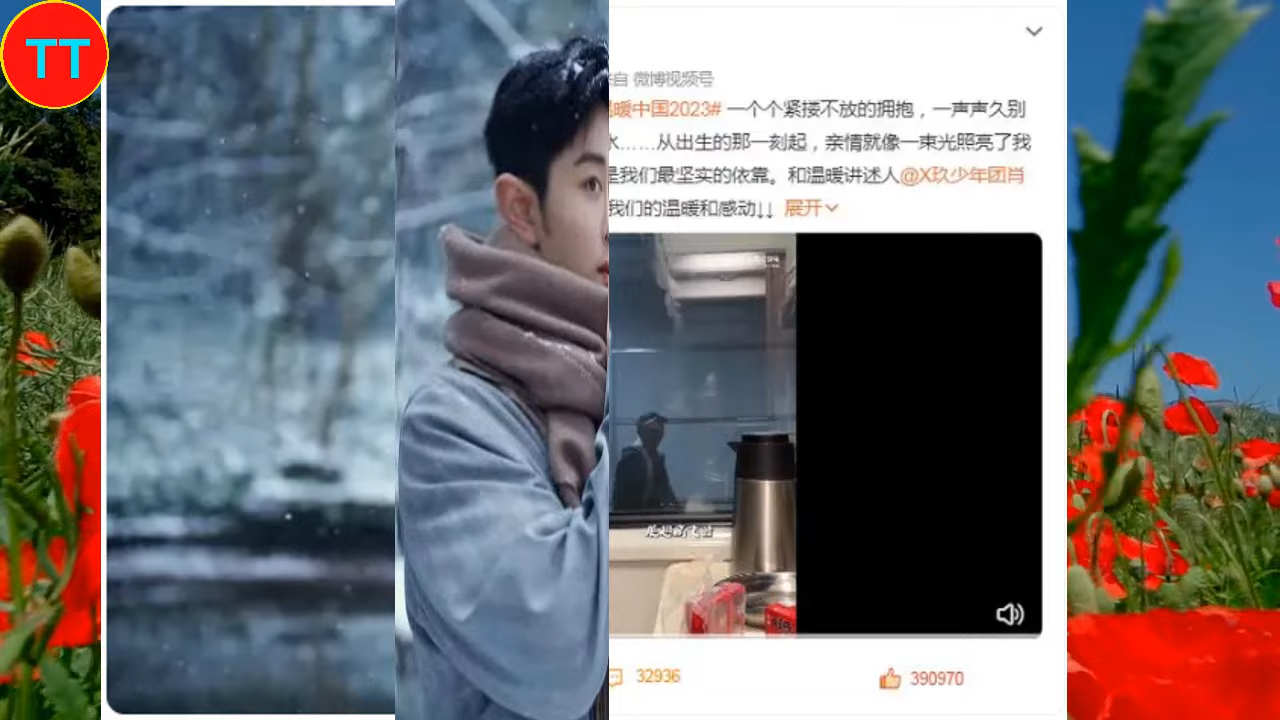 TT
自 微博视频号
暖中国2023# 一个个紧搂不放的拥抱，一声声久别
……从出生的那一刻起，亲情就像一束光照亮了我
是我们最坚实的依靠。和温暖讲述人@X玖少年团肖
我们的温暖和感动↓↓ 展开
32936
390970